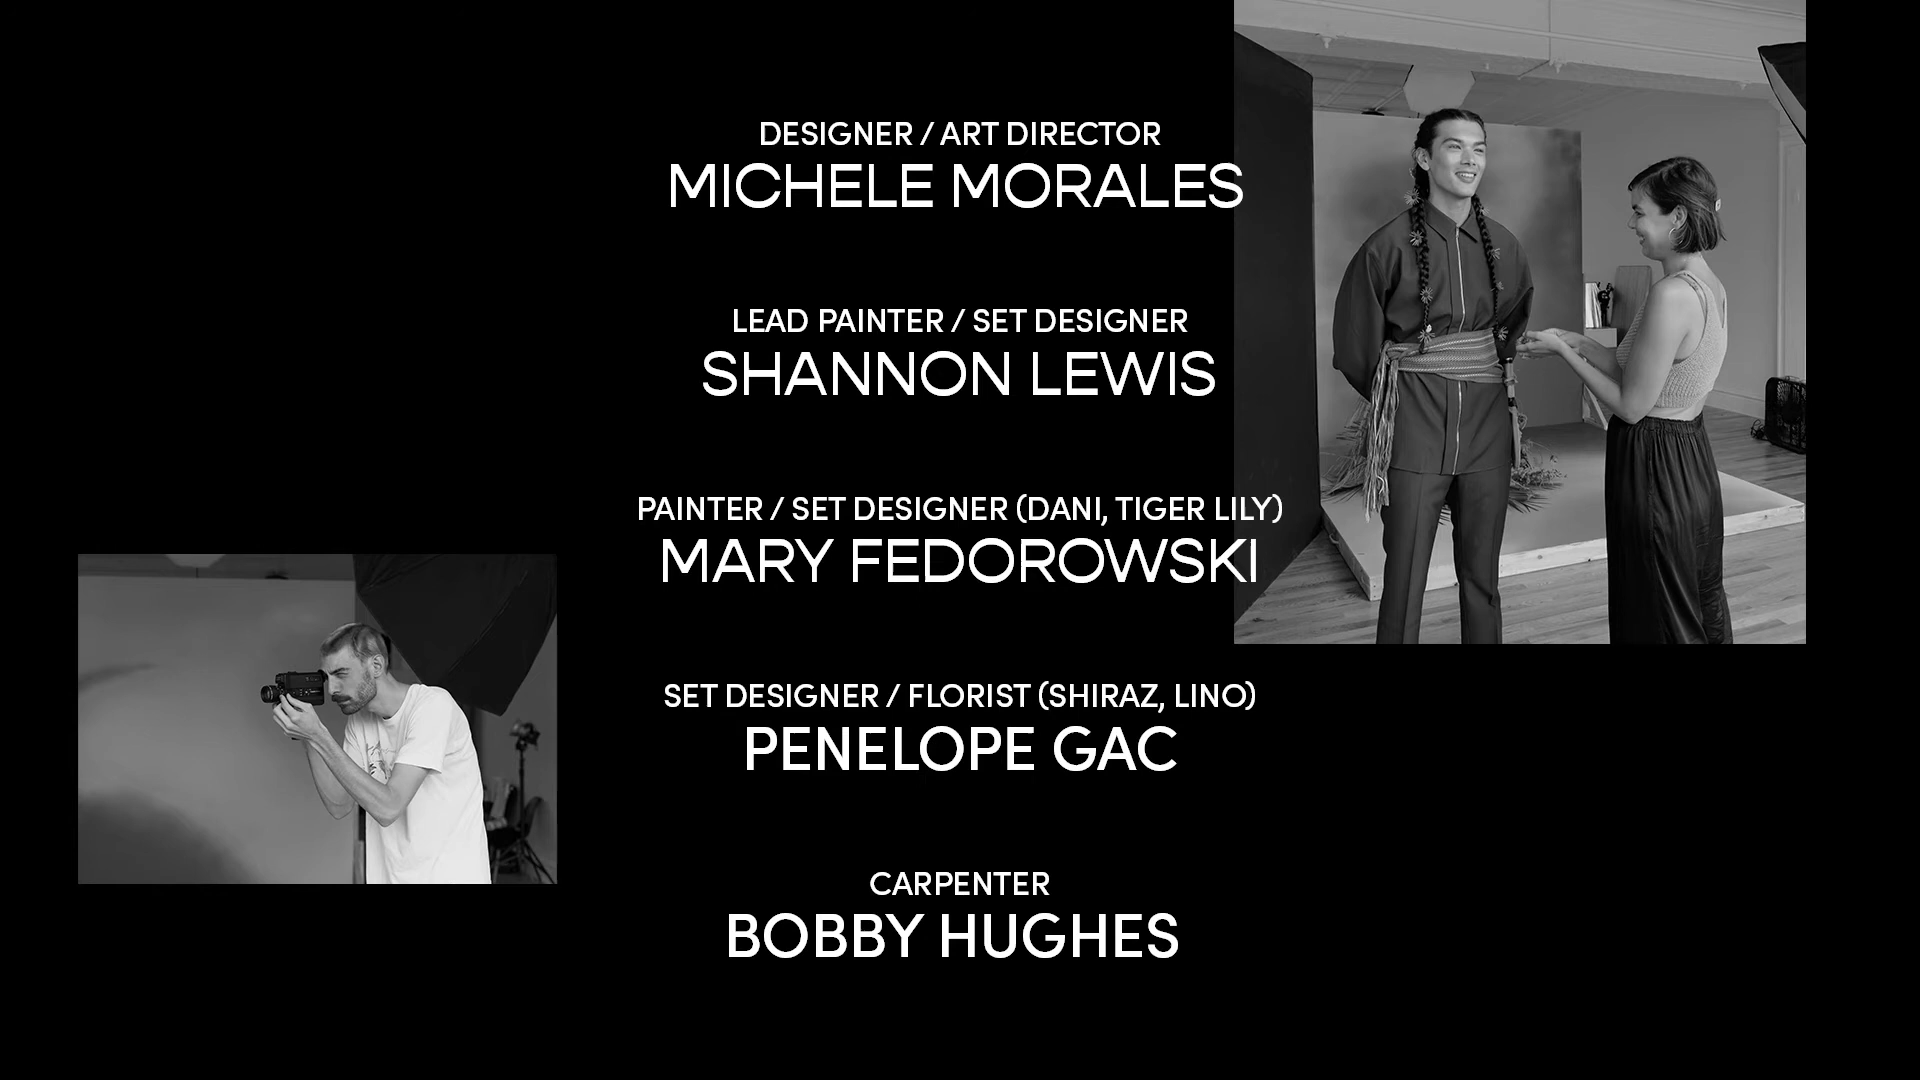 DESIGNER / ART DIRECTOR
MICHELE MORALES
LEAD PAINTER / SET DESIGNER
SHANNON LEWIS
PAINTER / SET DESIGNER (DANI, TIGER LILY)
MARY FEDOROWSKI
SET DESIGNER / FLORIST (SHIRAZ, LINO)
PENELOPE GAC
CARPENTER
BOBBY HUGHES